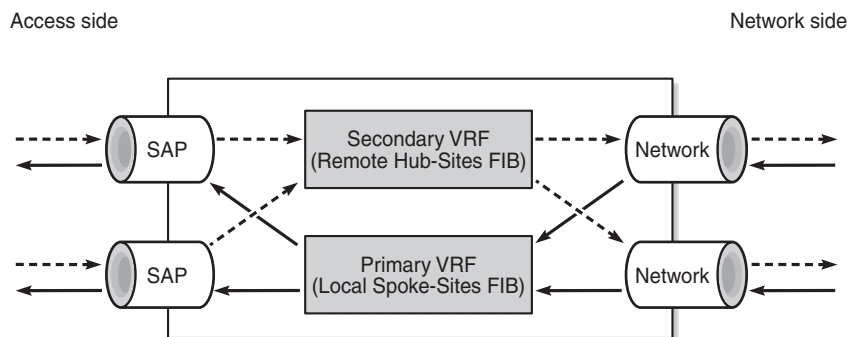 Access side
Network side
SAP
Secondary VRF
(Remote Hub-Sites FIB)
Network
SAP
Primary VRF
(Local Spoke-Sites FIB)
Network